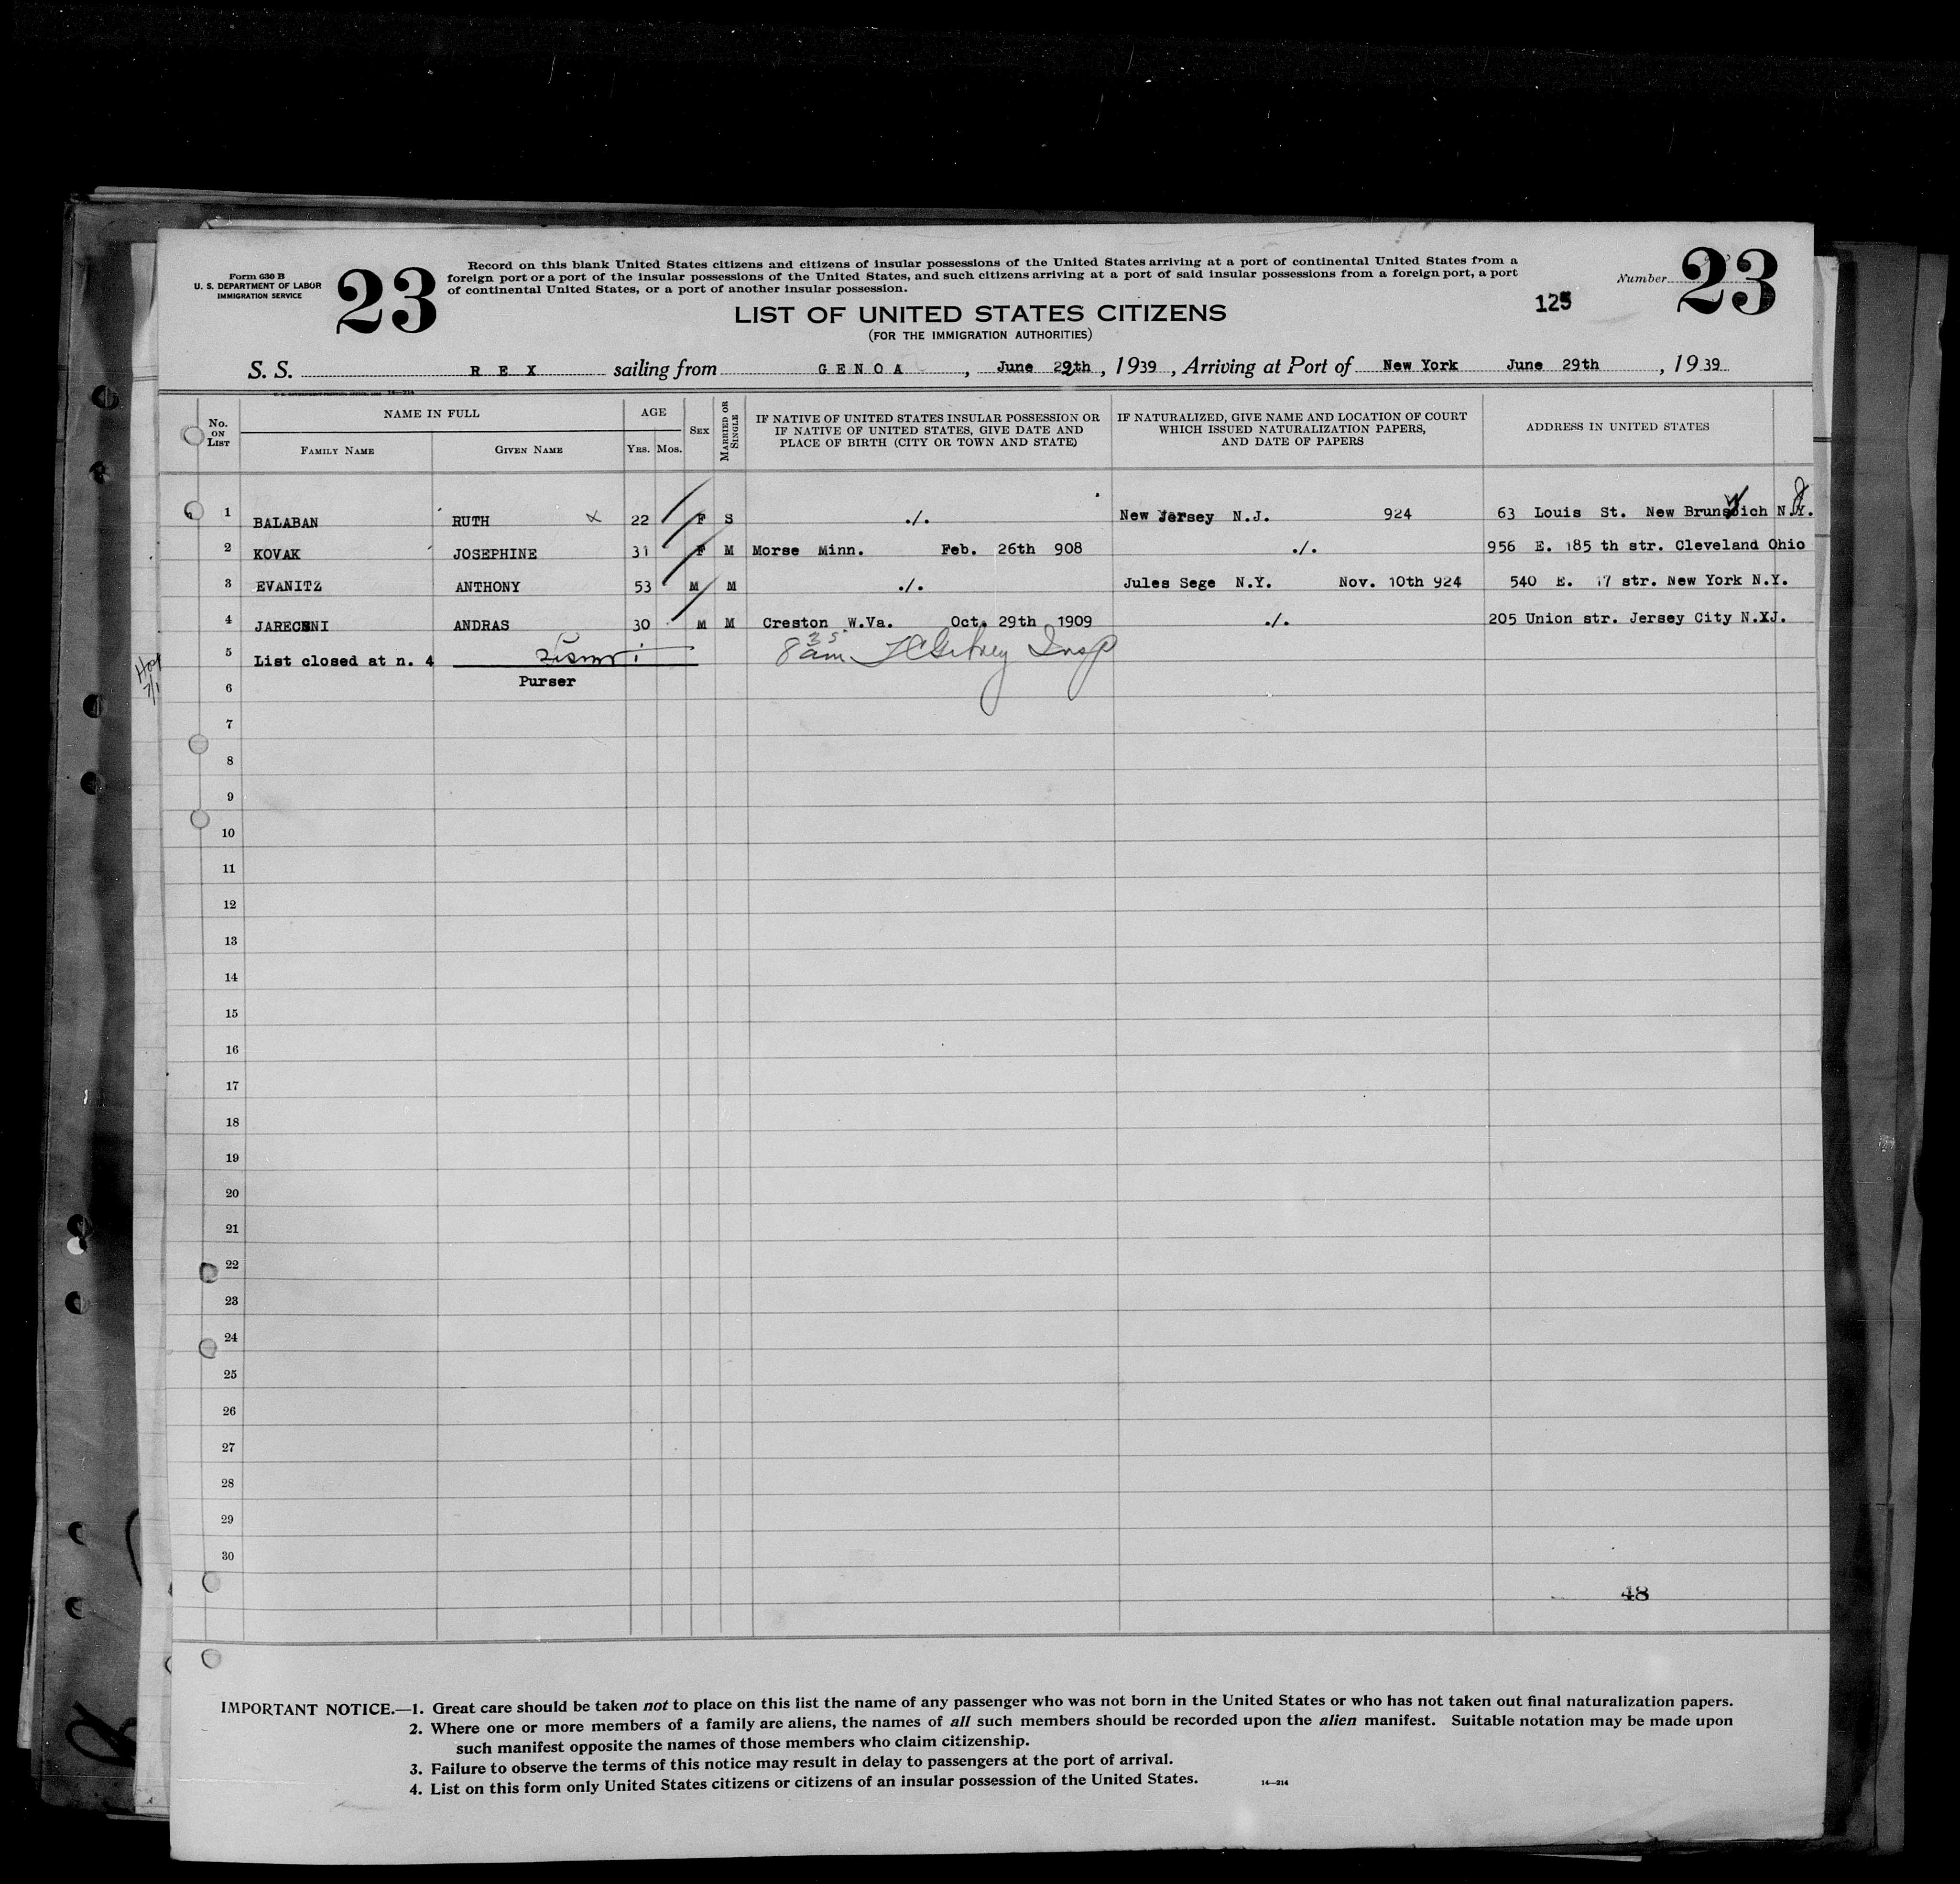 Form 630 B
U. S. DEPARTMENT OF LABOR
IMMIGRATION SERVICE
23
Record on this blank United States citizens and citizens of insular possessions of the United States arriving at a port of continental United States from a
foreign port or a port of the insular possessions of the United States, and such citizens arriving at a port of said insular possessions from a foreign port, a port
of continental United States, or a port of another insular possession.
Number 23
125
LIST OF UNITED STATES CITIZENS
(FOR THE IMMIGRATION AUTHORITIES)
S. S. R E X sailing from G E N O A , June 22th , 1939 , Arriving at Port of New York June 29th , 1939
No. ON LIST
NAME IN FULL
FAMILY NAME
GIVEN NAME
AGE
YRS. MOS.
SEX
MARRIED OR SINGLE
IF NATIVE OF UNITED STATES INSULAR POSSESSION OR
IF NATIVE OF UNITED STATES, GIVE DATE AND
PLACE OF BIRTH (CITY OR TOWN AND STATE)
IF NATURALIZED, GIVE NAME AND LOCATION OF COURT
WHICH ISSUED NATURALIZATION PAPERS,
AND DATE OF PAPERS
ADDRESS IN UNITED STATES
1 BALABAN RUTH x 22 F S ./. New Jersey N.J. 924 63 Louis St. New Brunswich N.Y.
2 KOVAK JOSEPHINE 31 F M Morse Minn. Feb. 26th 908 ./. 956 E. 185 th str. Cleveland Ohio
3 EVANITZ ANTHONY 53 M M ./. Jules Sege N.Y. Nov. 10th 924 540 E. 17 str. New York N.Y.
4 JARECSNI ANDRAS 30 M M Creston W.Va. Oct. 29th 1909 ./. 205 Union str. Jersey City N.XJ.
5 List closed at n. 4 8 35 am Insp
Purser
6
7
8
9
10
11
12
13
14
15
16
17
18
19
20
21
22
23
24
25
26
27
28
29
30
48
IMPORTANT NOTICE.—1. Great care should be taken not to place on this list the name of any passenger who was not born in the United States or who has not taken out final naturalization papers.
2. Where one or more members of a family are aliens, the names of all such members should be recorded upon the alien manifest. Suitable notation may be made upon
such manifest opposite the names of those members who claim citizenship.
3. Failure to observe the terms of this notice may result in delay to passengers at the port of arrival.
4. List on this form only United States citizens or citizens of an insular possession of the United States.
14—214